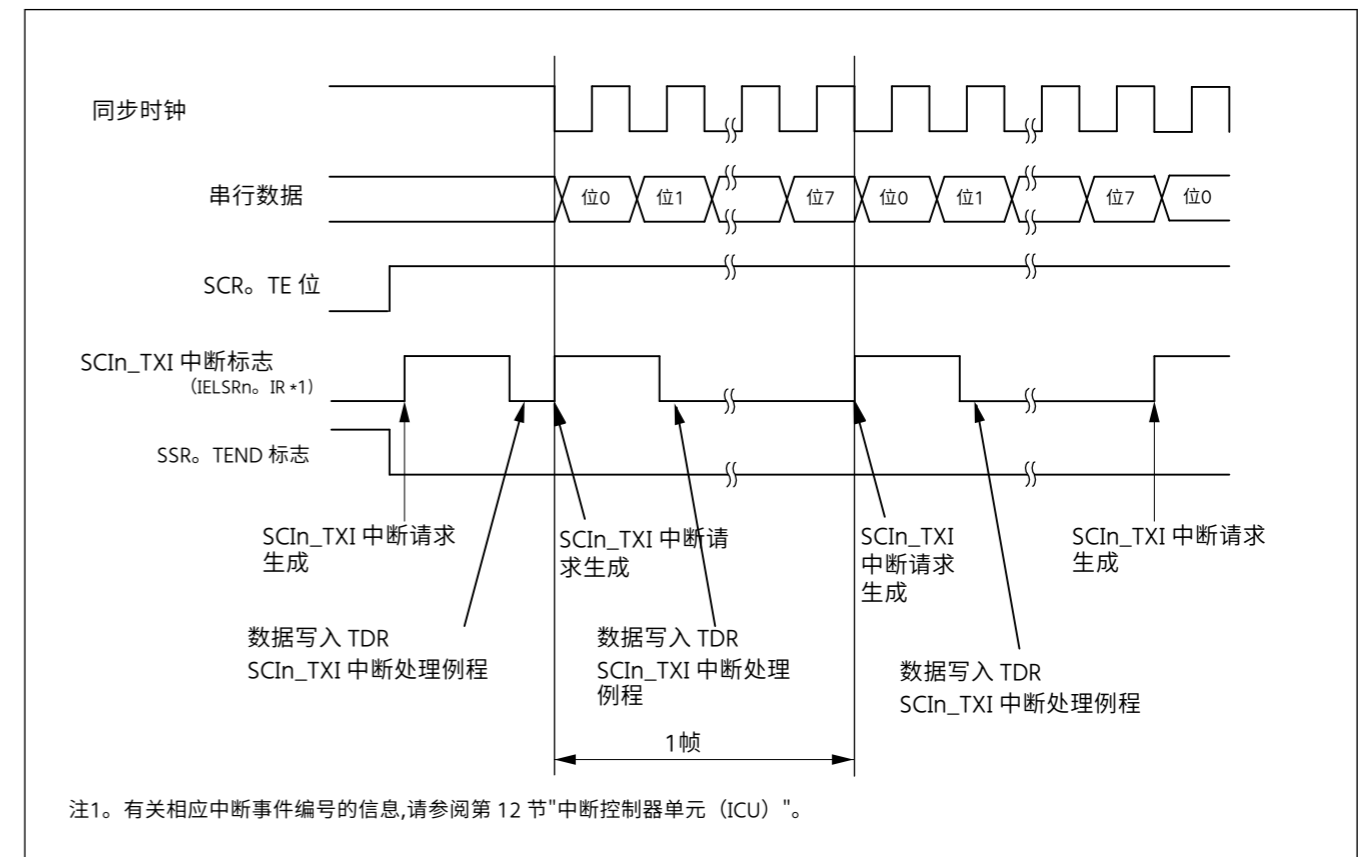 同步时钟
串行数据
位0
位1
位7
位0
位1
位7
位0
SCR。TE 位
SCIn_TXI 中断标志
(IELSRn。IR *1)
SSR。TEND 标志
SCIn_TXI 中断请求
生成
SCIn_TXI 中断请
求生成
SCIn_TXI
中断请求
生成
SCIn_TXI 中断请求
生成
数据写入 TDR
SCIn_TXI 中断处理例程
数据写入 TDR
SCIn_TXI 中断处理
例程
数据写入 TDR
SCIn_TXI 中断处理例程
1帧
注1。有关相应中断事件编号的信息,请参阅第 12 节"中断控制器单元（ICU）"。